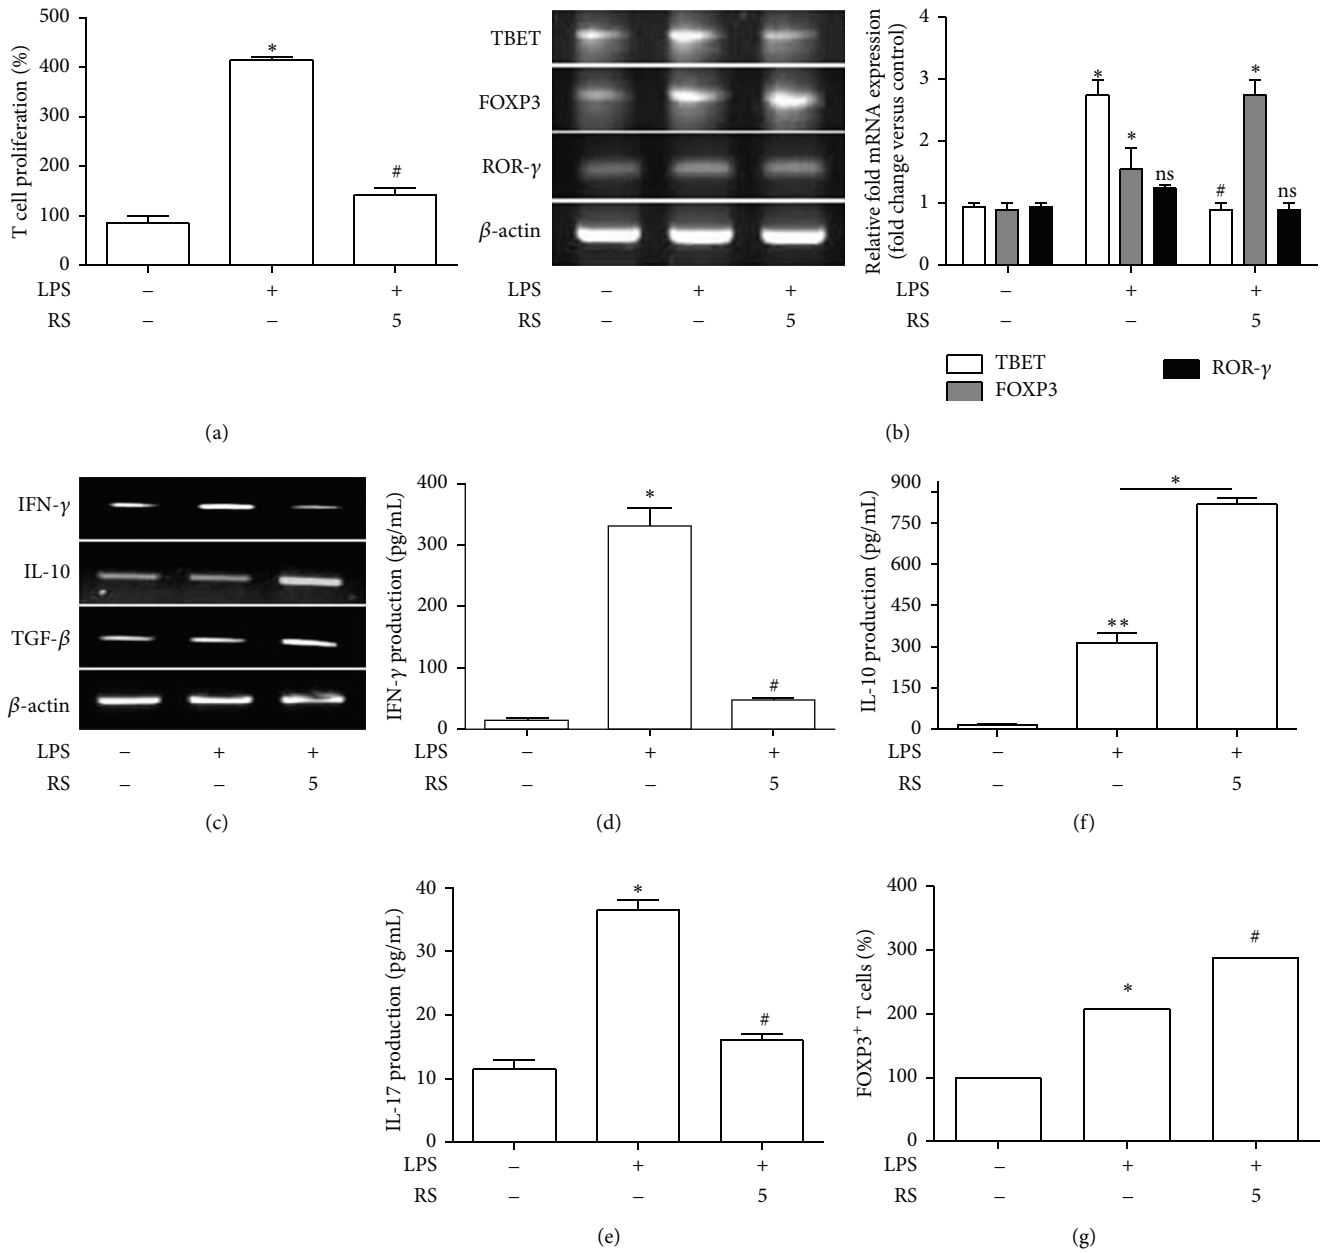 T cell proliferation (%)
500
400
300
200
100
0
*
#
LPS – + +
RS – – 5
(a)
TBET
FOXP3
ROR-γ
β-actin
LPS – + +
RS – – 5
Relative fold mRNA expression
(fold change versus control)
4
3
2
1
0
* * ns # * ns
LPS – + +
RS – – 5
TBET
FOXP3
ROR-γ
(b)
IFN-γ
IL-10
TGF-β
β-actin
LPS – + +
RS – – 5
(c)
IFN-γ production (pg/mL)
400
300
200
100
0
*
#
LPS – + +
RS – – 5
(d)
IL-10 production (pg/mL)
900
750
600
450
300
150
0
**
*
LPS – + +
RS – – 5
(f)
IL-17 production (pg/mL)
40
30
20
10
0
*
#
LPS – + +
RS – – 5
(e)
FOXP3⁺ T cells (%)
400
300
200
100
0
*
#
LPS – + +
RS – – 5
(g)